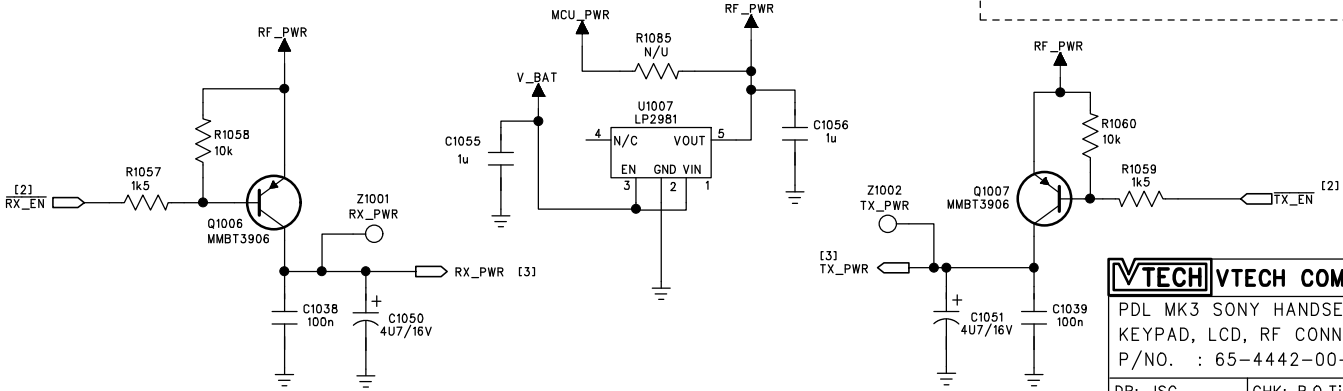 RF_PWR
R1058
10k
R1057
1k5
[2]
RX_EN
Q1006
MMBT3906
Z1001
RX_PWR
RX_PWR [3]
C1038
100n
+
C1050
4U7/16V
MCU_PWR
R1085
N/U
RF_PWR
V_BAT
C1055
1u
U1007
LP2981
4 N/C VOUT 5
EN GND VIN
3 2 1
C1056
1u
RF_PWR
R1060
10k
R1059
1k5
Q1007
MMBT3906
[2]
TX_EN
Z1002
TX_PWR
[3]
TX_PWR
+
C1051
4U7/16V
C1039
100n
VTECH VTECH COM
PDL MK3 SONY HANDSE
KEYPAD, LCD, RF CONN
P/NO. : 65-4442-00-